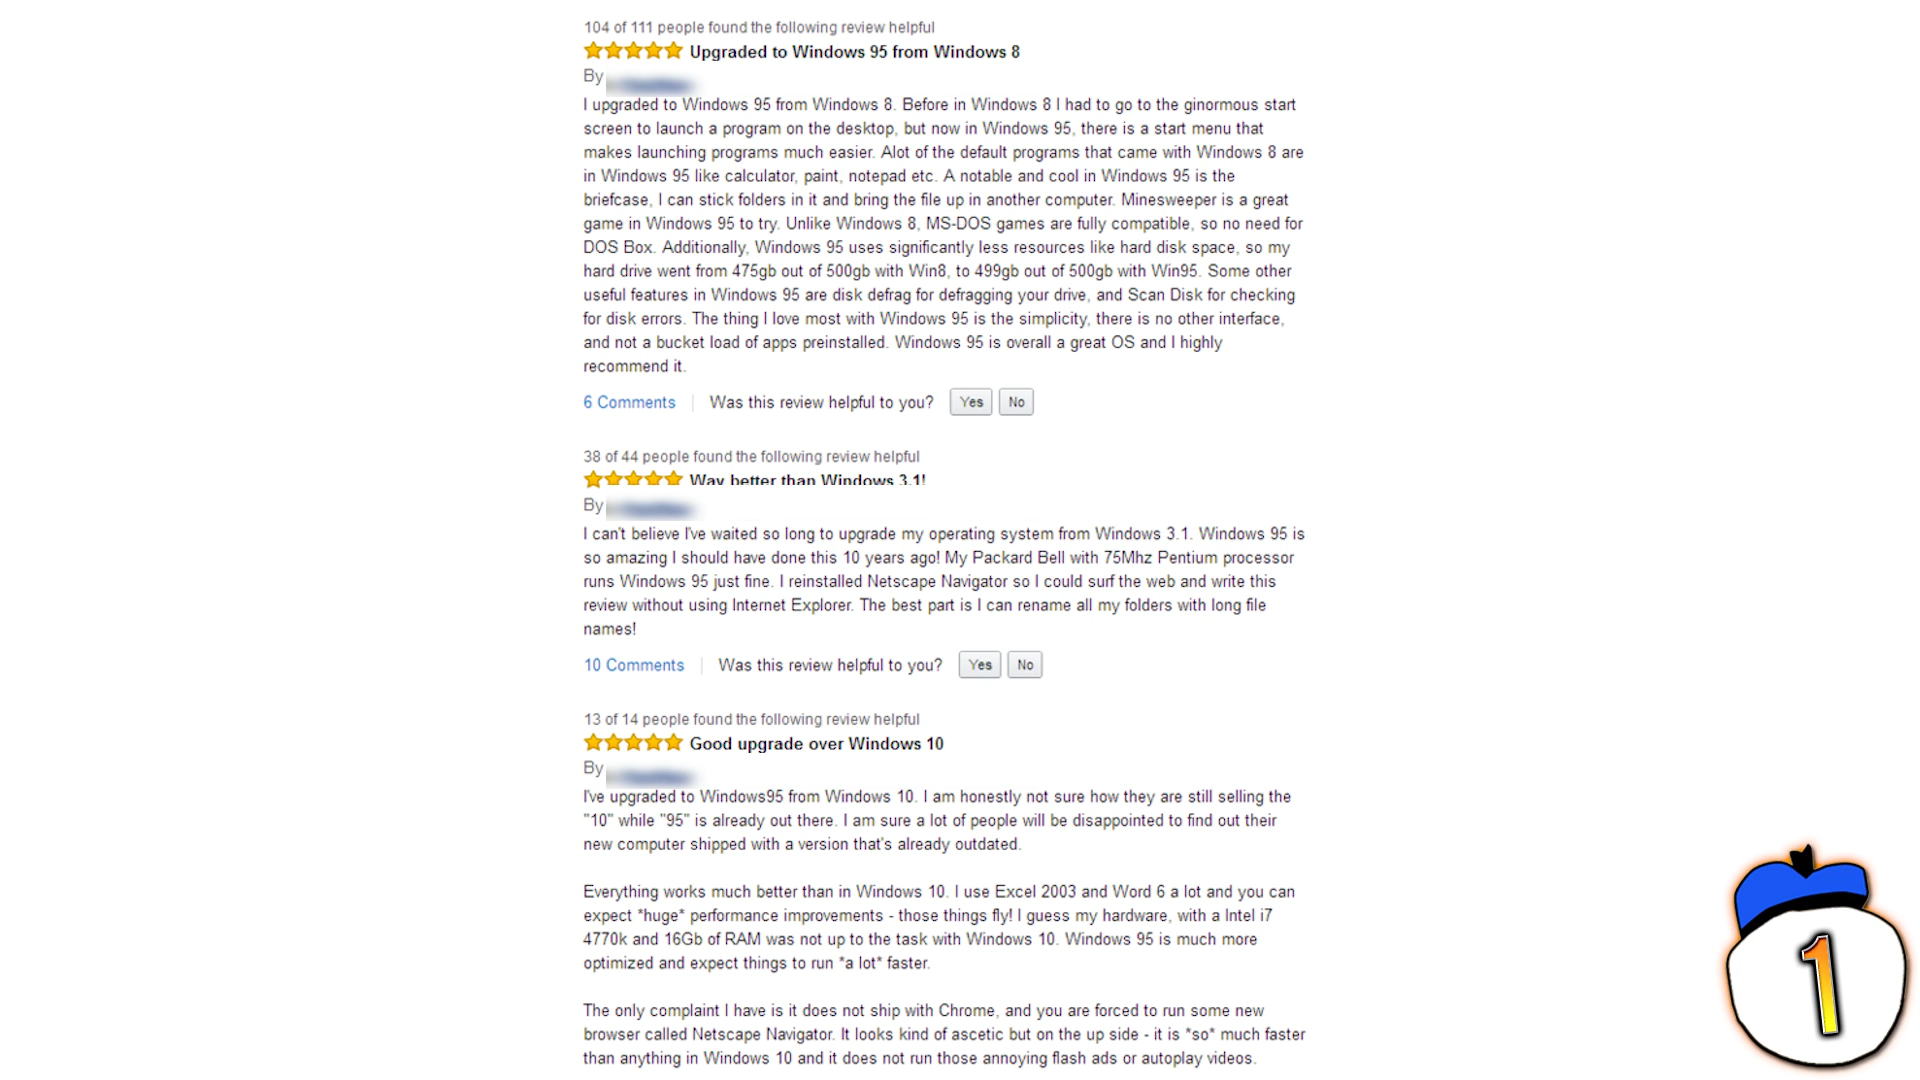 104 of 111 people found the following review helpful
Upgraded to Windows 95 from Windows 8
By
I upgraded to Windows 95 from Windows 8. Before in Windows 8 I had to go to the ginormous start
screen to launch a program on the desktop, but now in Windows 95, there is a start menu that
makes launching programs much easier. Alot of the default programs that came with Windows 8 are
in Windows 95 like calculator, paint, notepad etc. A notable and cool in Windows 95 is the
briefcase, I can stick folders in it and bring the file up in another computer. Minesweeper is a great
game in Windows 95 to try. Unlike Windows 8, MS-DOS games are fully compatible, so no need for
DOS Box. Additionally, Windows 95 uses significantly less resources like hard disk space, so my
hard drive went from 475gb out of 500gb with Win8, to 499gb out of 500gb with Win95. Some other
useful features in Windows 95 are disk defrag for defragging your drive, and Scan Disk for checking
for disk errors. The thing I love most with Windows 95 is the simplicity, there is no other interface,
and not a bucket load of apps preinstalled. Windows 95 is overall a great OS and I highly
recommend it.
6 Comments Was this review helpful to you? Yes No
38 of 44 people found the following review helpful
Way better than Windows 3.1!
By
I can't believe I've waited so long to upgrade my operating system from Windows 3.1. Windows 95 is
so amazing I should have done this 10 years ago! My Packard Bell with 75Mhz Pentium processor
runs Windows 95 just fine. I reinstalled Netscape Navigator so I could surf the web and write this
review without using Internet Explorer. The best part is I can rename all my folders with long file
names!
10 Comments Was this review helpful to you? Yes No
13 of 14 people found the following review helpful
Good upgrade over Windows 10
By
I've upgraded to Windows95 from Windows 10. I am honestly not sure how they are still selling the
"10" while "95" is already out there. I am sure a lot of people will be disappointed to find out their
new computer shipped with a version that's already outdated.
Everything works much better than in Windows 10. I use Excel 2003 and Word 6 a lot and you can
expect *huge* performance improvements - those things fly! I guess my hardware, with a Intel i7
4770k and 16Gb of RAM was not up to the task with Windows 10. Windows 95 is much more
optimized and expect things to run *a lot* faster.
The only complaint I have is it does not ship with Chrome, and you are forced to run some new
browser called Netscape Navigator. It looks kind of ascetic but on the up side - it is *so* much faster
than anything in Windows 10 and it does not run those annoying flash ads or autoplay videos.
1